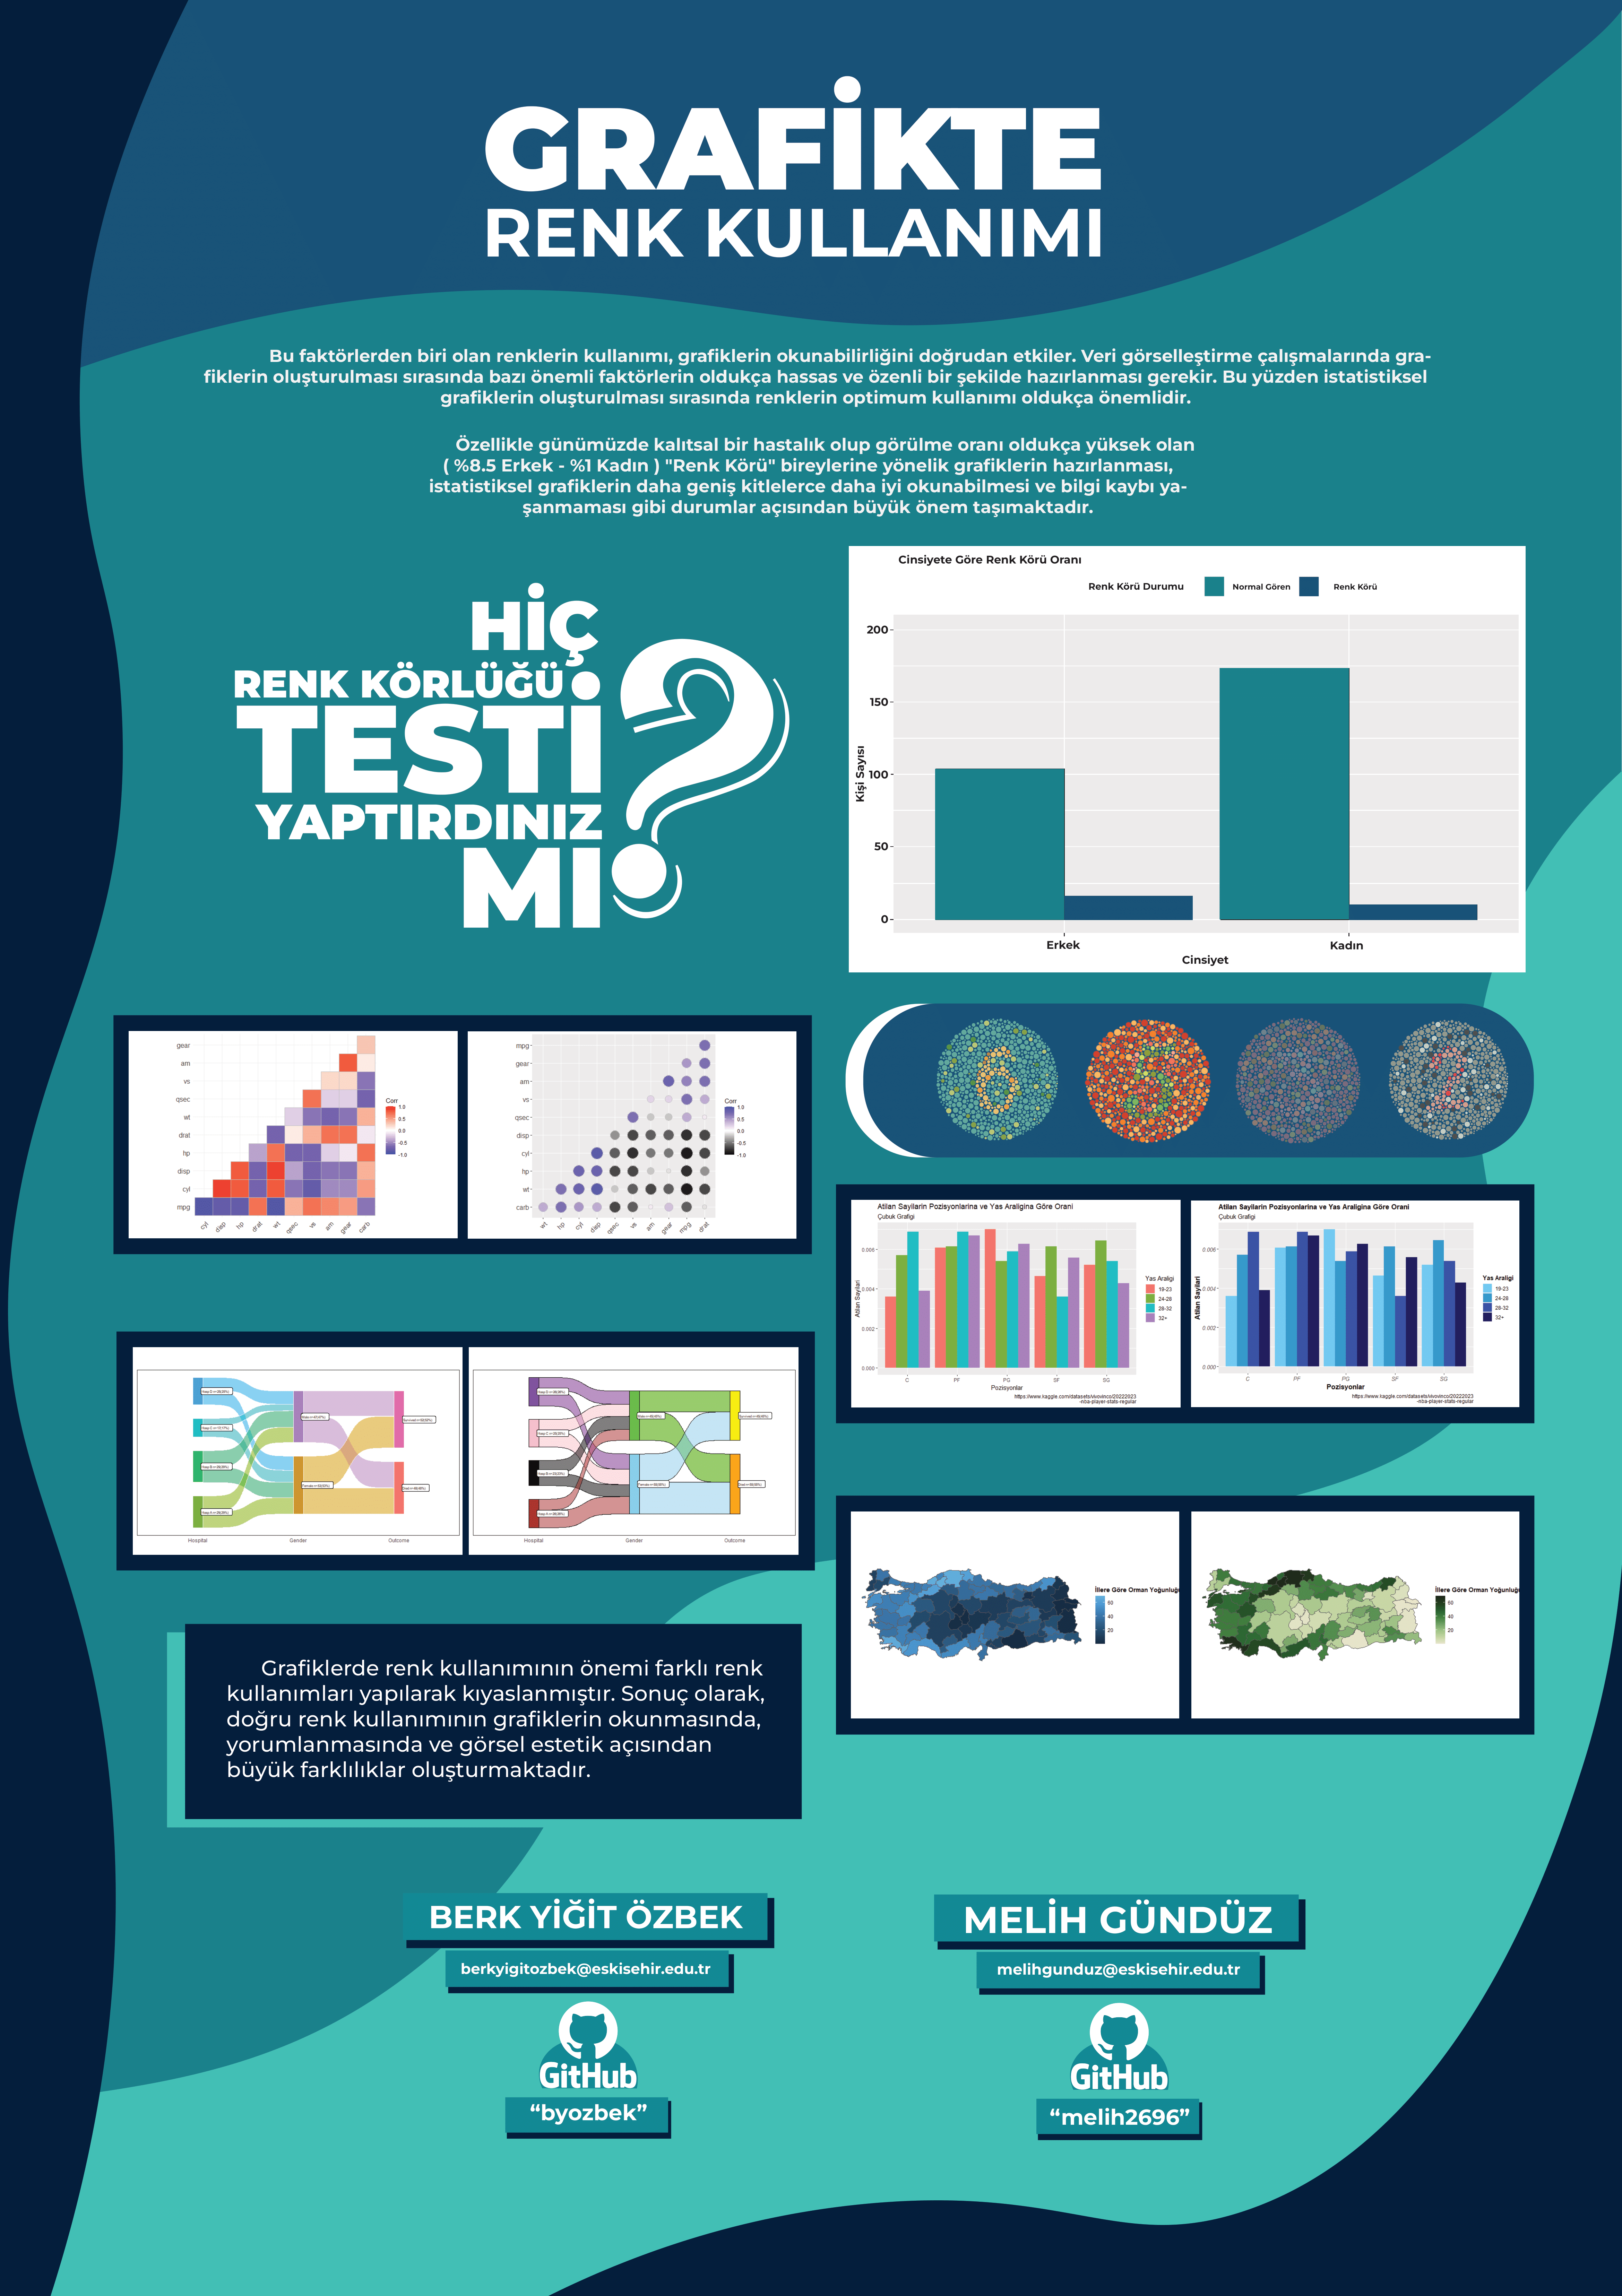 GRAFİKTE
RENK KULLANIMI
Bu faktörlerden biri olan renklerin kullanımı, grafiklerin okunabilirliğini doğrudan etkiler. Veri görselleştirme çalışmalarında gra-
fiklerin oluşturulması sırasında bazı önemli faktörlerin oldukça hassas ve özenli bir şekilde hazırlanması gerekir. Bu yüzden istatistiksel
grafiklerin oluşturulması sırasında renklerin optimum kullanımı oldukça önemlidir.
Özellikle günümüzde kalıtsal bir hastalık olup görülme oranı oldukça yüksek olan
( %8.5 Erkek - %1 Kadın ) "Renk Körü" bireylerine yönelik grafiklerin hazırlanması,
istatistiksel grafiklerin daha geniş kitlelerce daha iyi okunabilmesi ve bilgi kaybı ya-
şanmaması gibi durumlar açısından büyük önem taşımaktadır.
HİÇ
RENK KÖRLÜĞÜ
TESTİ
YAPTIRDINIZ
MI?
Cinsiyete Göre Renk Körü Oranı
Renk Körü Durumu Normal Gören Renk Körü
200
150
100
50
0
Kişi Sayısı
Erkek Kadın
Cinsiyet
gear
am
vs
qsec
wt
drat
hp
disp
cyl
mpg
cyl disp hp drat wt qsec vs am gear carb
Corr
1.0
0.5
0.0
-0.5
-1.0
mpg
gear
am
vs
qsec
disp
cyl
hp
wt
carb
wt hp cyl disp qsec vs am gear mpg drat
Corr
1.0
0.5
0.0
-0.5
-1.0
6 5
Atilan Sayilarin Pozisyonlarina ve Yas Araligina Göre Orani
Çubuk Grafigi
0.006
0.004
0.002
0.000
Atilan Sayilari
C PF PG SF SG
Pozisyonlar
Yas Araligi
19-23
24-28
28-32
32+
https://www.kaggle.com/datasets/vivovinco/20222023
-nba-player-stats-regular
Atilan Sayilarin Pozisyonlarina ve Yas Araligina Göre Orani
Çubuk Grafigi
0.006
0.004
0.002
0.000
Atilan Sayilari
C PF PG SF SG
Pozisyonlar
Yas Araligi
19-23
24-28
28-32
32+
https://www.kaggle.com/datasets/vivovinco/20222023
-nba-player-stats-regular
Hospital Gender Outcome
Hospital Gender Outcome
İllere Göre Orman Yoğunluğu
60
40
20
İllere Göre Orman Yoğunluğu
60
40
20
Grafiklerde renk kullanımının önemi farklı renk
kullanımları yapılarak kıyaslanmıştır. Sonuç olarak,
doğru renk kullanımının grafiklerin okunmasında,
yorumlanmasında ve görsel estetik açısından
büyük farklılıklar oluşturmaktadır.
BERK YİĞİT ÖZBEK
berkyigitozbek@eskisehir.edu.tr
GitHub
“byozbek”
MELİH GÜNDÜZ
melihgunduz@eskisehir.edu.tr
GitHub
“melih2696”